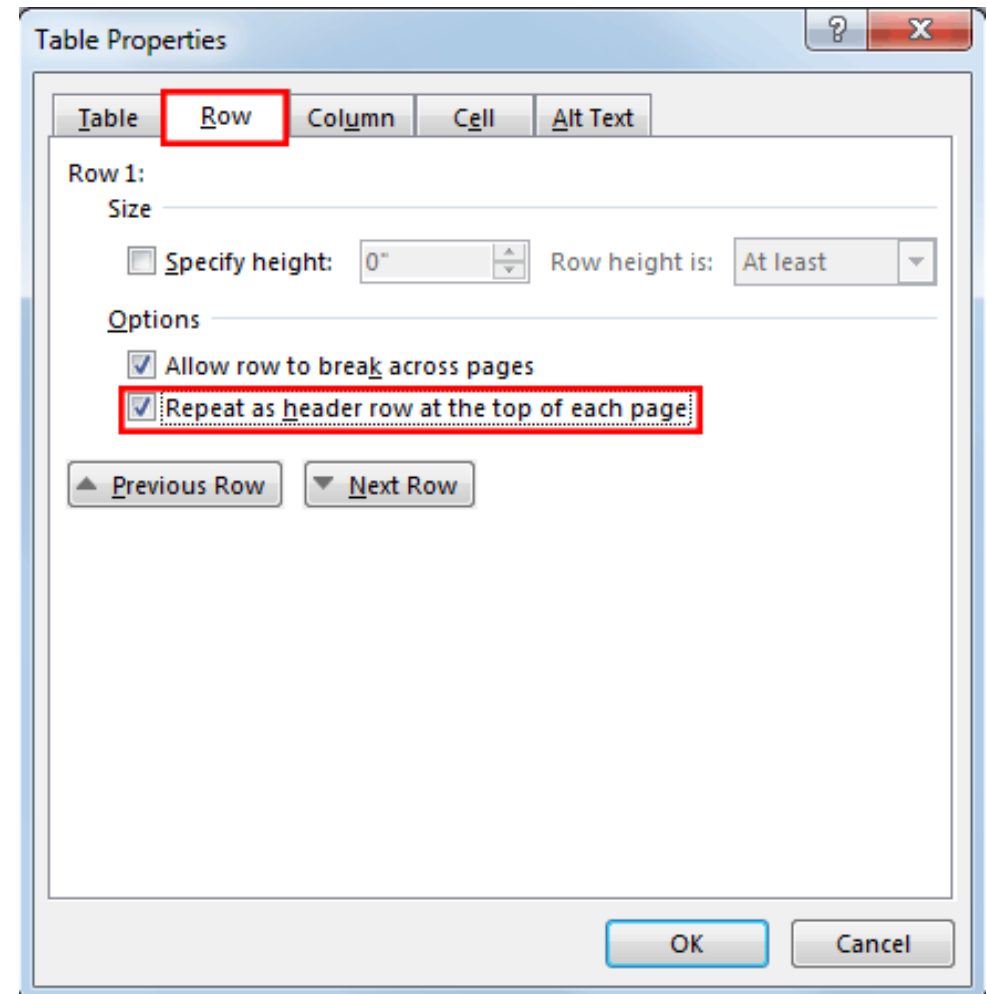 Table Properties
Table Row Column Cell Alt Text
Row 1:
Size
Specify height: 0" Row height is: At least
Options
Allow row to break across pages
Repeat as header row at the top of each page
Previous Row Next Row
OK Cancel